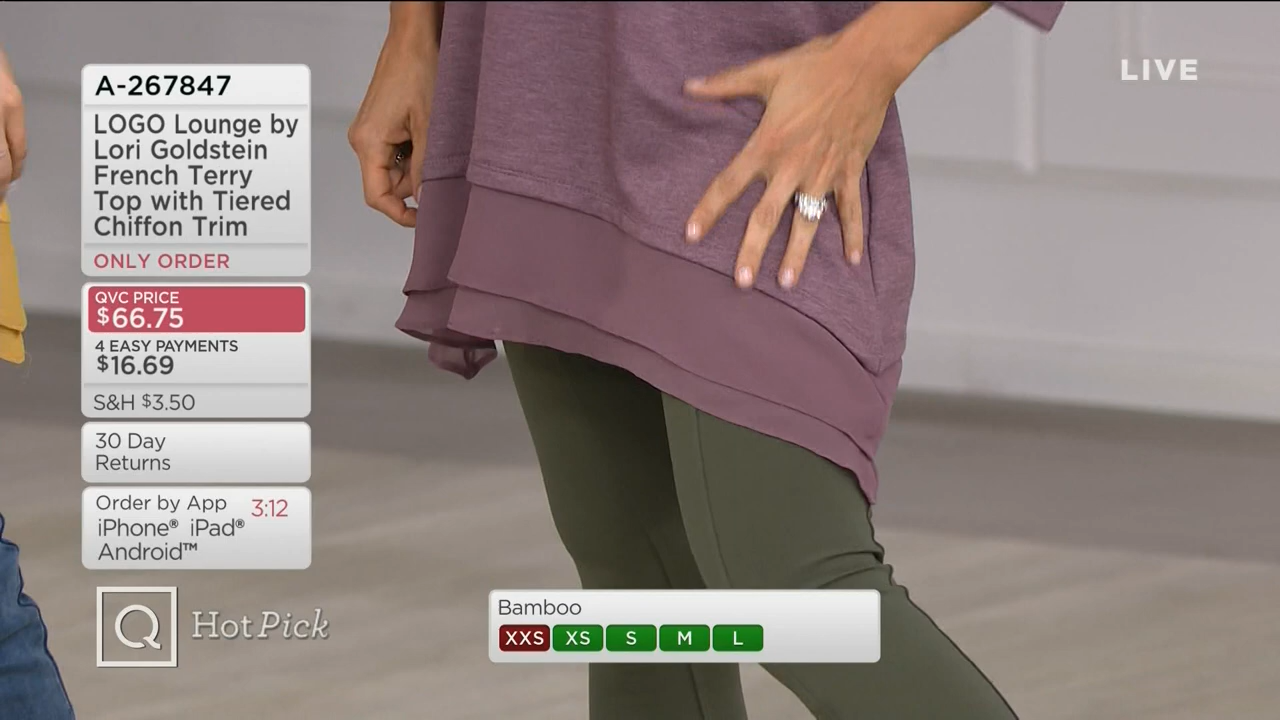 A-267847
LOGO Lounge by
Lori Goldstein
French Terry
Top with Tiered
Chiffon Trim
ONLY ORDER
QVC PRICE
$66.75
4 EASY PAYMENTS
$16.69
S&H $3.50
30 Day
Returns
Order by App 3:12
iPhone® iPad®
Android™
Q Hot Pick
LIVE
Bamboo
XXS XS S M L